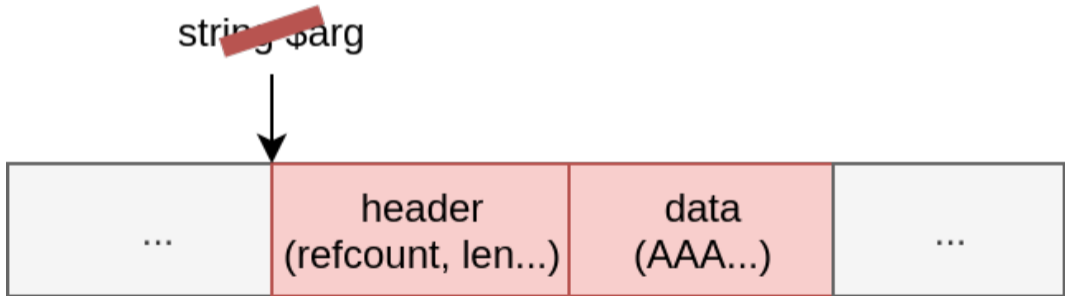 string $arg
header
(refcount, len...)
data
(AAA...)
...
...